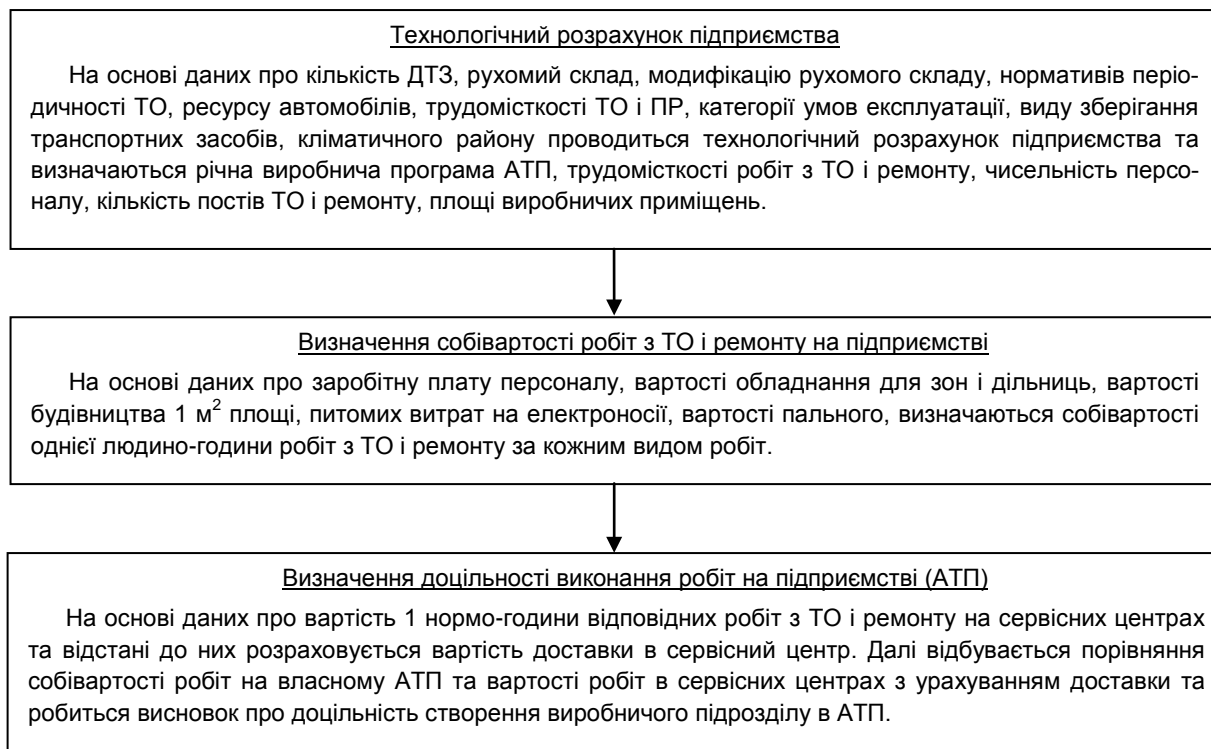 Технологічний розрахунок підприємства
На основі даних про кількість ДТЗ, рухомий склад, модифікацію рухомого складу, нормативів періо-
дичності ТО, ресурсу автомобілів, трудомісткості ТО і ПР, категорії умов експлуатації, виду зберігання
транспортних засобів, кліматичного району проводиться технологічний розрахунок підприємства та
визначаються річна виробнича програма АТП, трудомісткості робіт з ТО і ремонту, чисельність персо-
налу, кількість постів ТО і ремонту, площі виробничих приміщень.
Визначення собівартості робіт з ТО і ремонту на підприємстві
На основі даних про заробітну плату персоналу, вартості обладнання для зон і дільниць, вартості
будівництва 1 м² площі, питомих витрат на електроносії, вартості пального, визначаються собівартості
однієї людино-години робіт з ТО і ремонту за кожним видом робіт.
Визначення доцільності виконання робіт на підприємстві (АТП)
На основі даних про вартість 1 нормо-години відповідних робіт з ТО і ремонту на сервісних центрах
та відстані до них розраховується вартість доставки в сервісний центр. Далі відбувається порівняння
собівартості робіт на власному АТП та вартості робіт в сервісних центрах з урахуванням доставки та
робиться висновок про доцільність створення виробничого підрозділу в АТП.